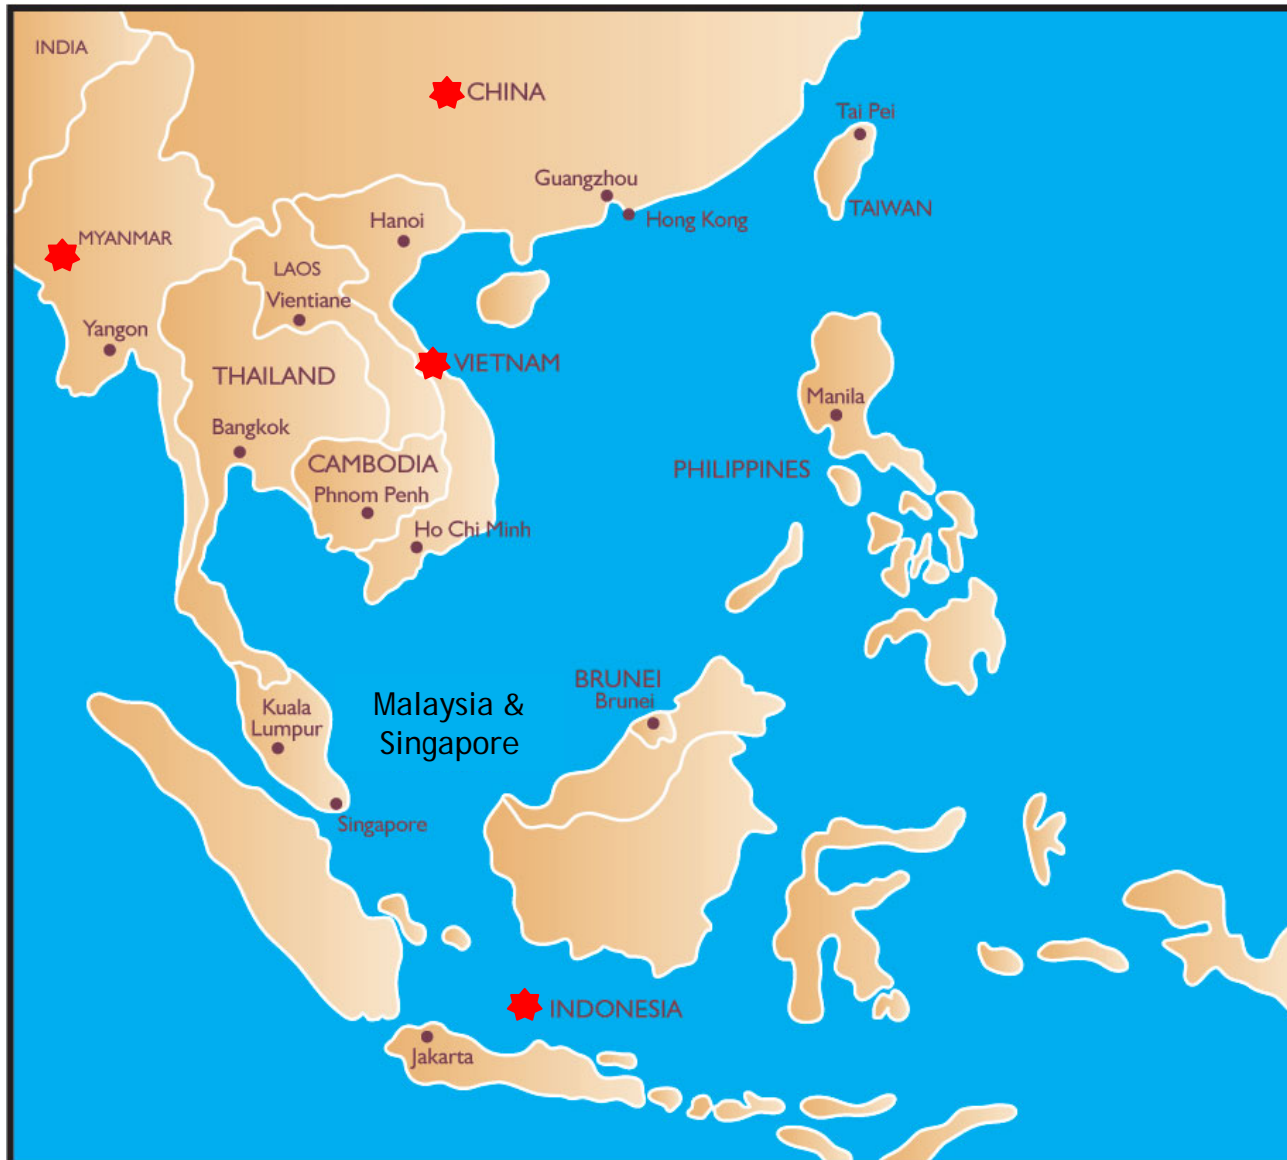 INDIA
CHINA
Tai Pei
Guangzhou
TAIWAN
Hong Kong
Hanoi
MYANMAR
LAOS
Vientiane
Yangon
VIETNAM
THAILAND
Manila
Bangkok
CAMBODIA
PHILIPPINES
Phnom Penh
Ho Chi Minh
BRUNEI
Brunei
Kuala
Lumpur
Malaysia &
Singapore
Singapore
INDONESIA
Jakarta